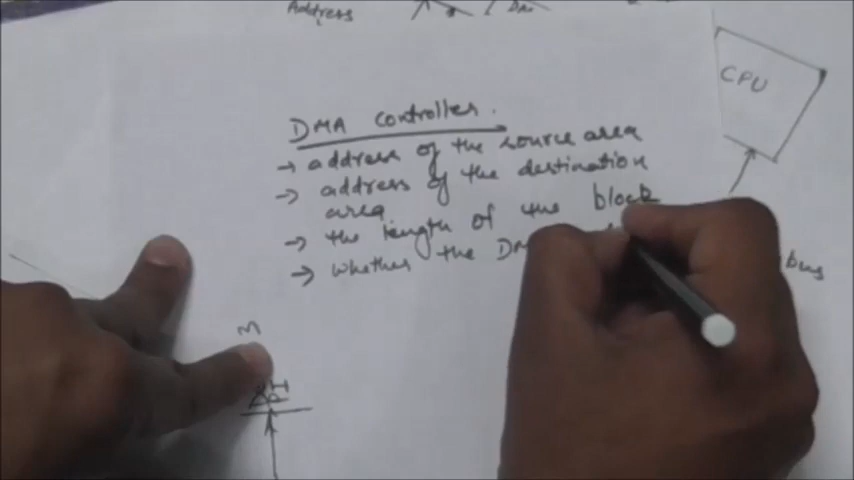 Address
CPU
DMA controller.
→ address of the source area
→ address of the destination
area
→ the length of the block
→ whether the DM
bus
M